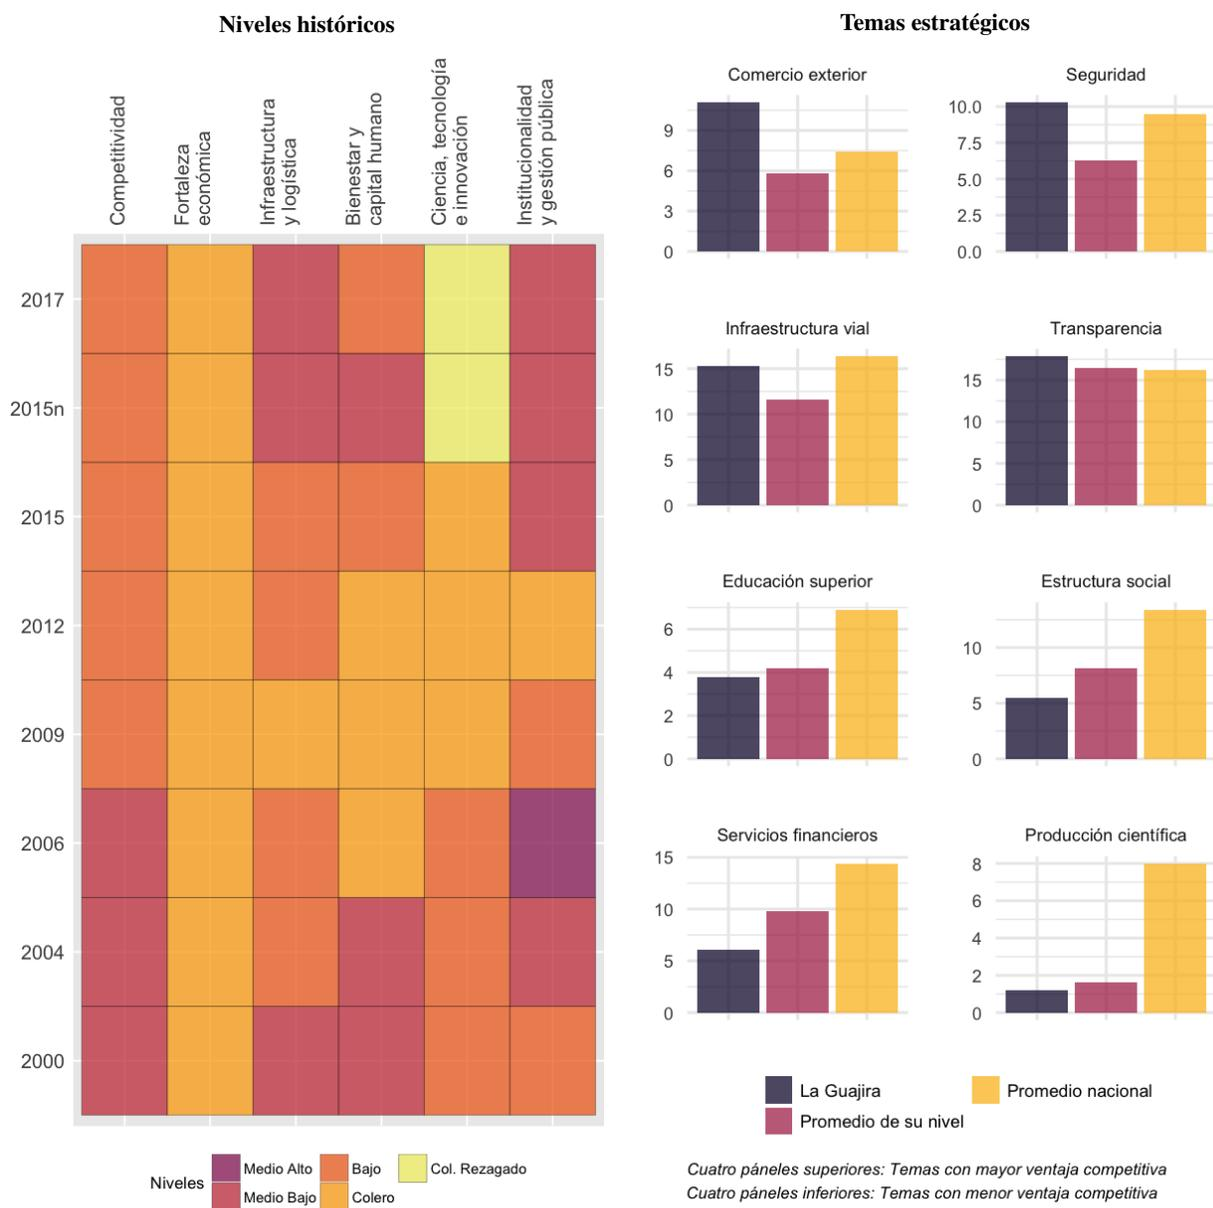 Niveles históricos
Competitividad
Fortaleza
económica
Infraestructura
y logística
Bienestar y
capital humano
Ciencia, tecnología
e innovación
Institucionalidad
y gestión pública
2017
2015n
2015
2012
2009
2006
2004
2000
Niveles
Medio Alto
Bajo
Col. Rezagado
Medio Bajo
Colero
Temas estratégicos
Comercio exterior
9
6
3
0
Seguridad
10.0
7.5
5.0
2.5
0.0
Infraestructura vial
15
10
5
0
Transparencia
15
10
5
0
Educación superior
6
4
2
0
Estructura social
10
5
0
Servicios financieros
15
10
5
0
Producción científica
8
6
4
2
0
La Guajira
Promedio nacional
Promedio de su nivel
Cuatro páneles superiores: Temas con mayor ventaja competitiva
Cuatro páneles inferiores: Temas con menor ventaja competitiva